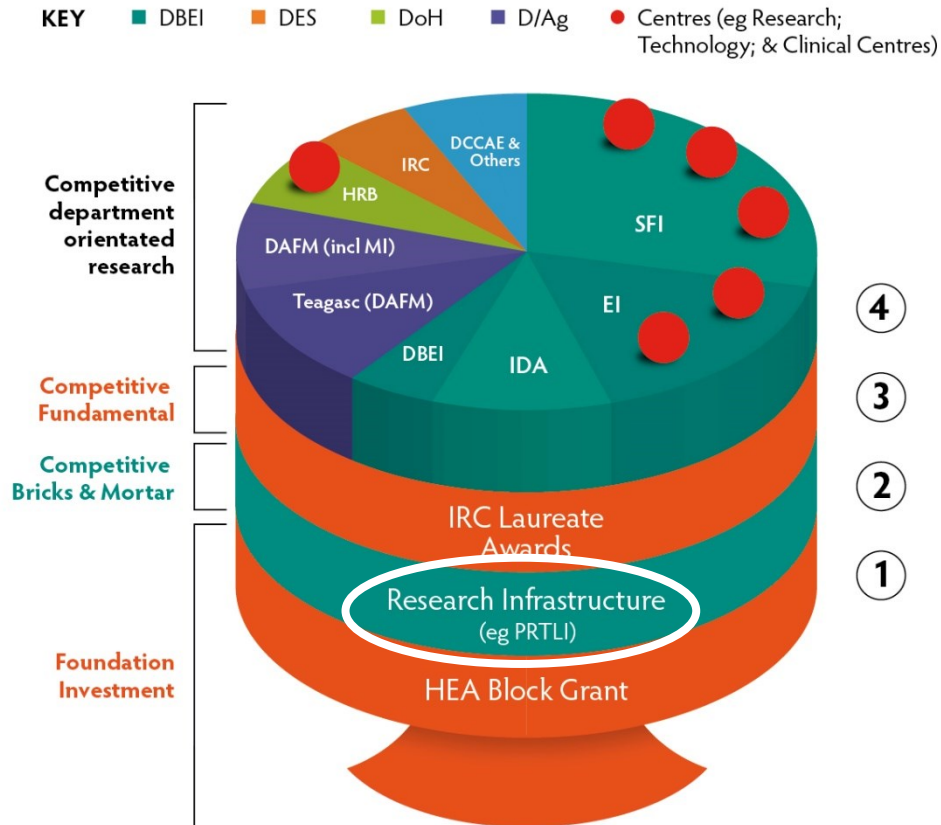 KEY DBEI DES DoH D/Ag Centres (eg Research;
Technology; & Clinical Centres)
Competitive
department
orientated
research
Competitive
Fundamental
Competitive
Bricks & Mortar
Foundation
Investment
DCCAE &
Others
IRC
HRB
DAFM (incl MI)
Teagasc (DAFM)
DBEI
IDA
EI
SFI
IRC Laureate
Awards
Research Infrastructure
(eg PRTLI)
HEA Block Grant
4
3
2
1